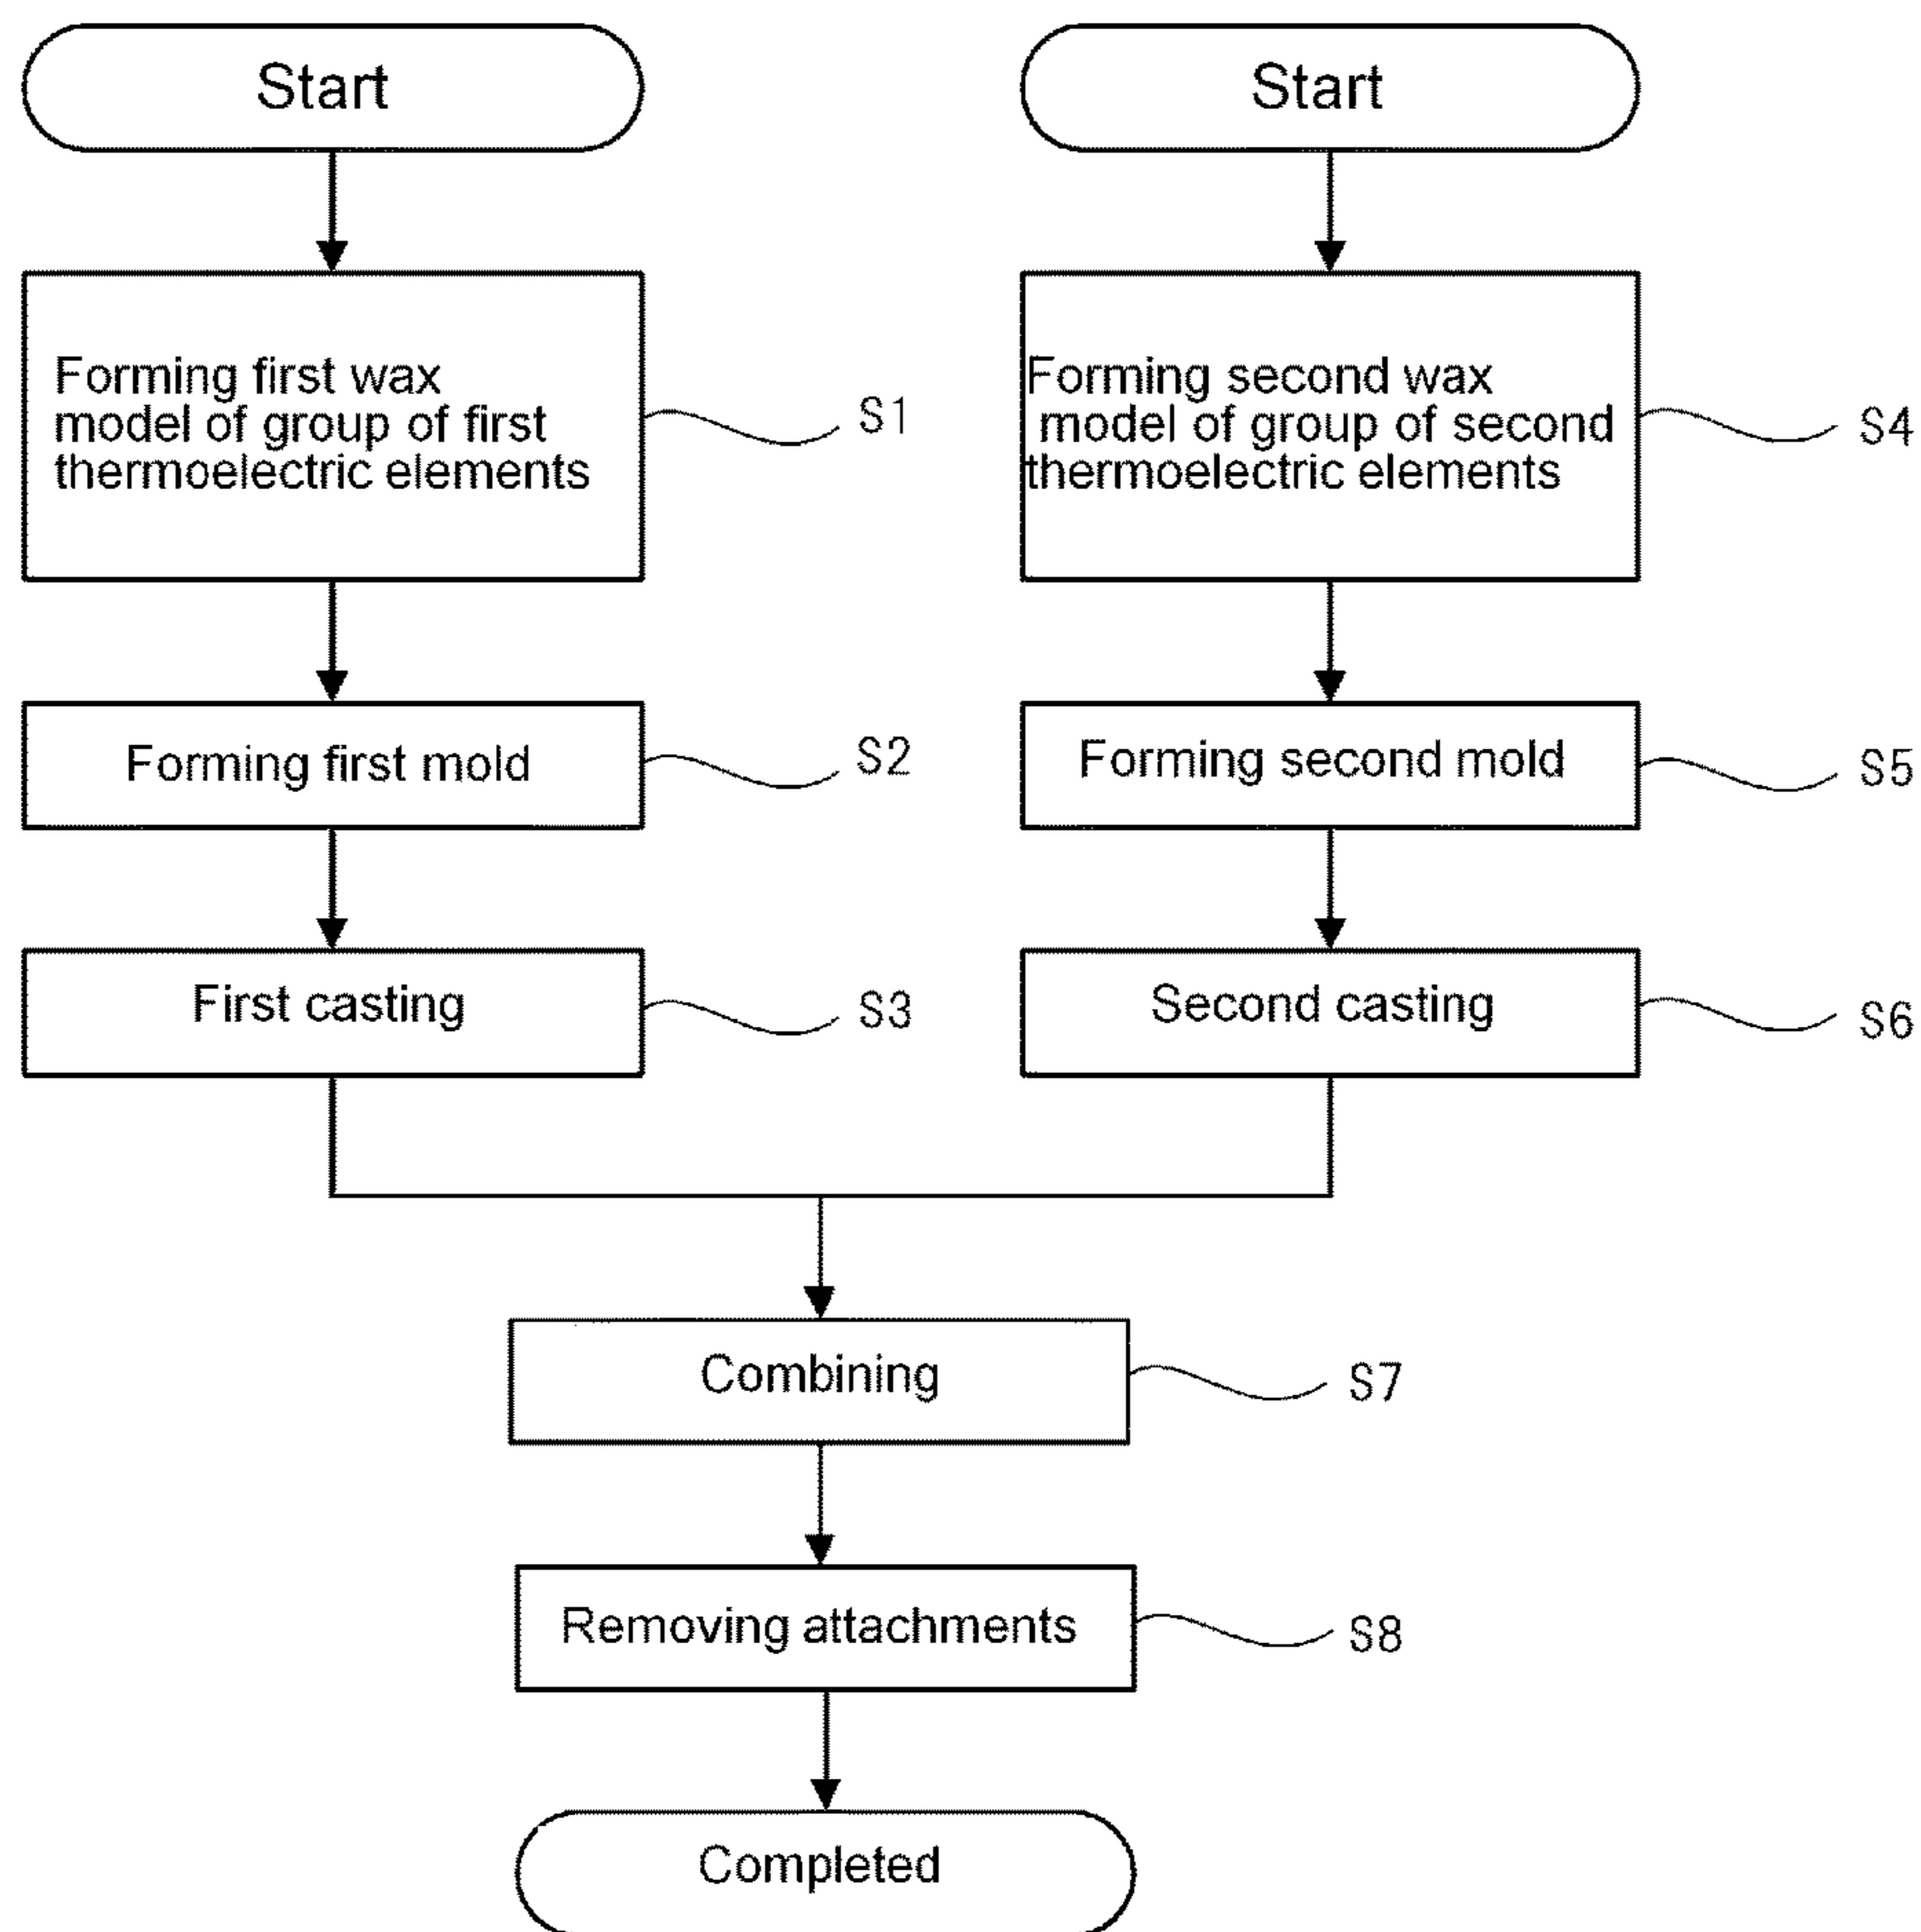 Start
Forming first wax
model of group of first
thermoelectric elements
S1
Forming first mold
S2
First casting
S3
Start
Forming second wax
model of group of second
thermoelectric elements
S4
Forming second mold
S5
Second casting
S6
Combining
S7
Removing attachments
S8
Completed